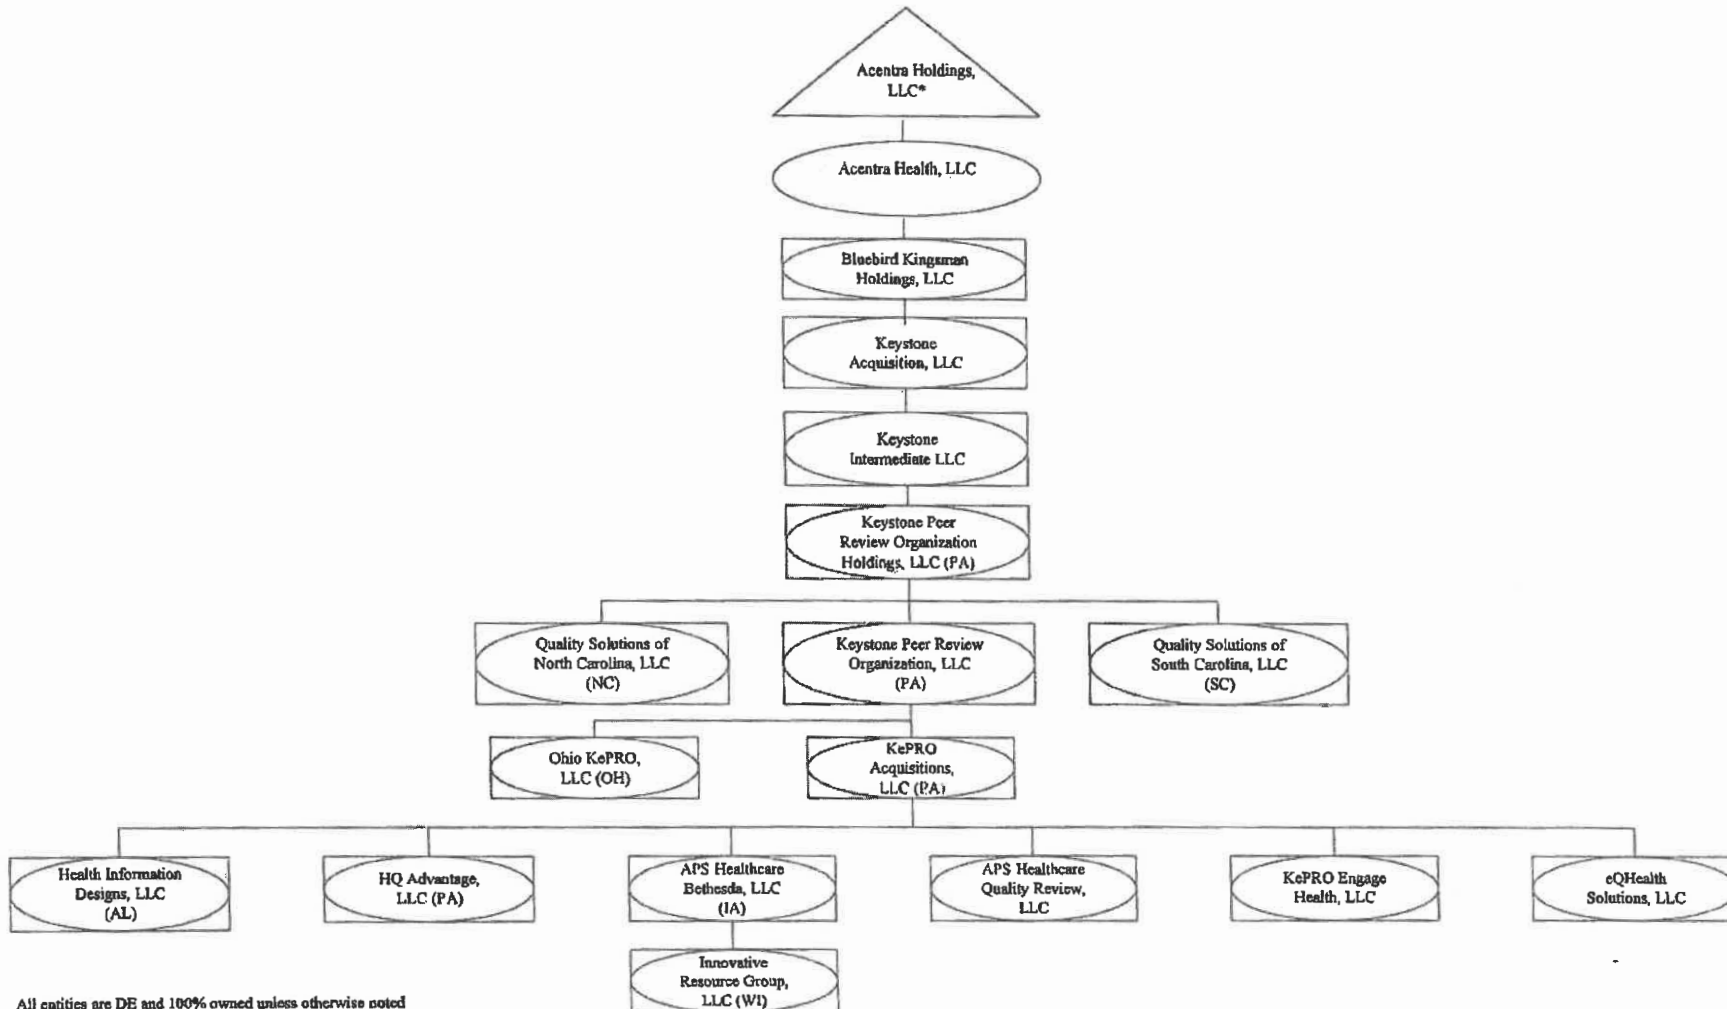 Acentra Holdings,
LLC*
Acentra Health, LLC
Bluebird Kingsman
Holdings, LLC
Keystone
Acquisition, LLC
Keystone
Intermediate LLC
Keystone Peer
Review Organization
Holdings, LLC (PA)
Quality Solutions of
North Carolina, LLC
(NC)
Keystone Peer Review
Organization, LLC
(PA)
Quality Solutions of
South Carolina, LLC
(SC)
Ohio KePRO,
LLC (OH)
KePRO
Acquisitions,
LLC (PA)
Health Information
Designs, LLC
(AL)
HQ Advantage,
LLC (PA)
APS Healthcare
Bethesda, LLC
(IA)
APS Healthcare
Quality Review,
LLC
KePRO Engage
Health, LLC
eQHealth
Solutions, LLC
Innovative
Resource Group,
LLC (WI)
All entities are DE and 100% owned unless otherwise noted